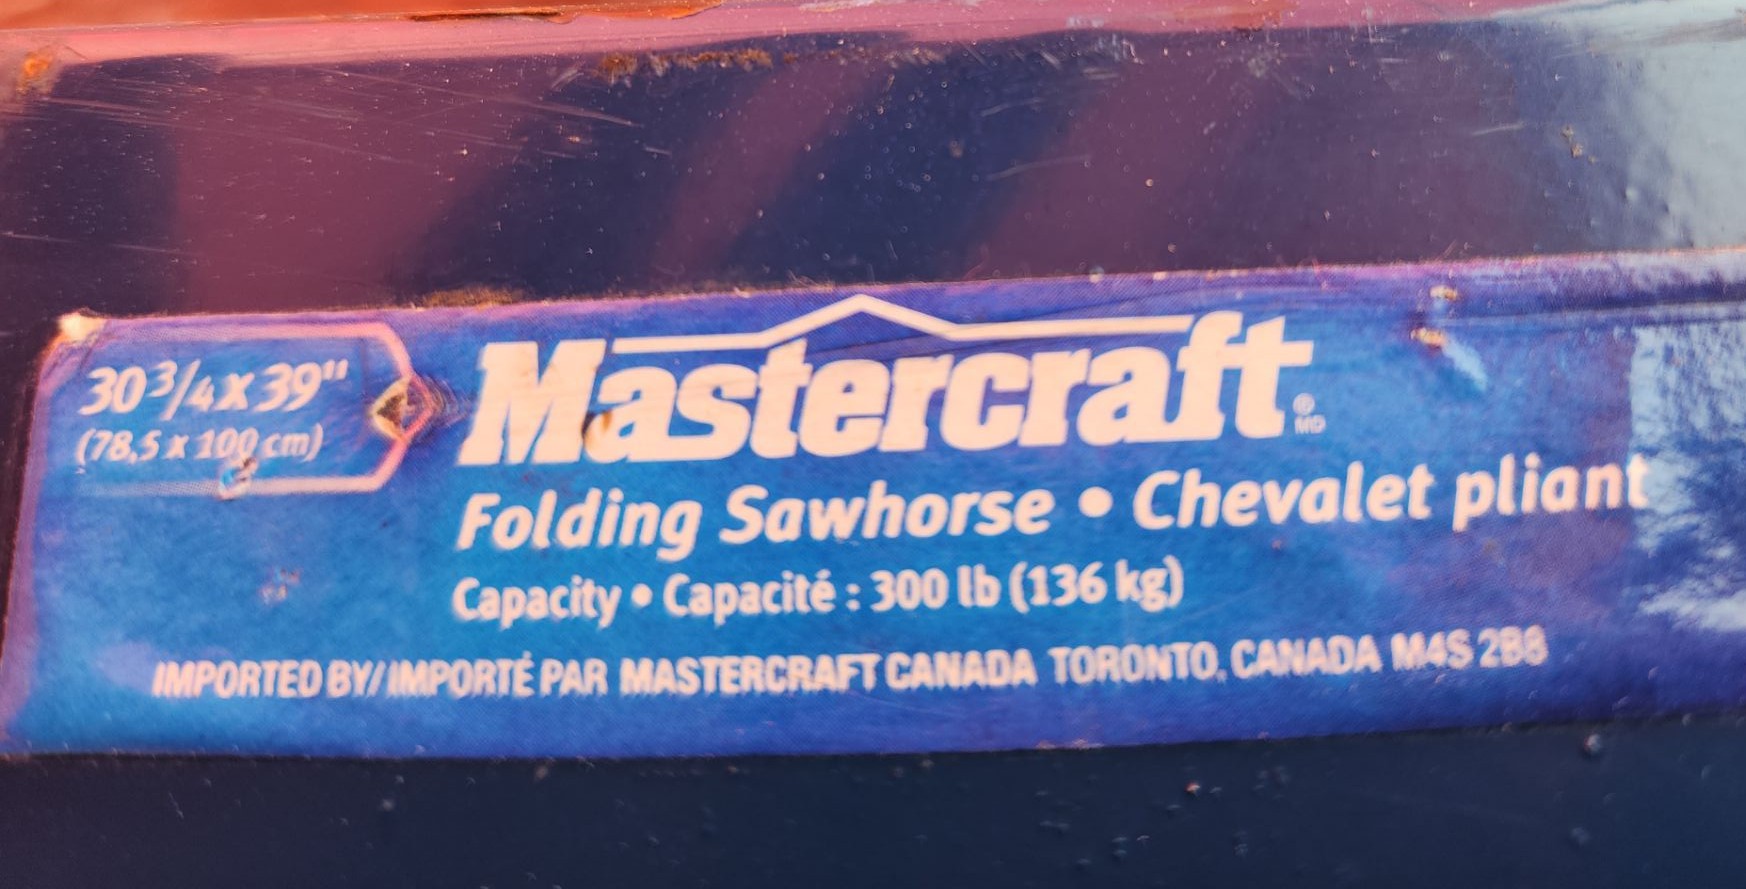 30 3/4 x 39"
(78,5 x 100 cm)
Mastercraft
® MD
Folding Sawhorse • Chevalet pliant
Capacity • Capacité : 300 lb (136 kg)
IMPORTED BY/IMPORTÉ PAR MASTERCRAFT CANADA TORONTO, CANADA M4S 2B8